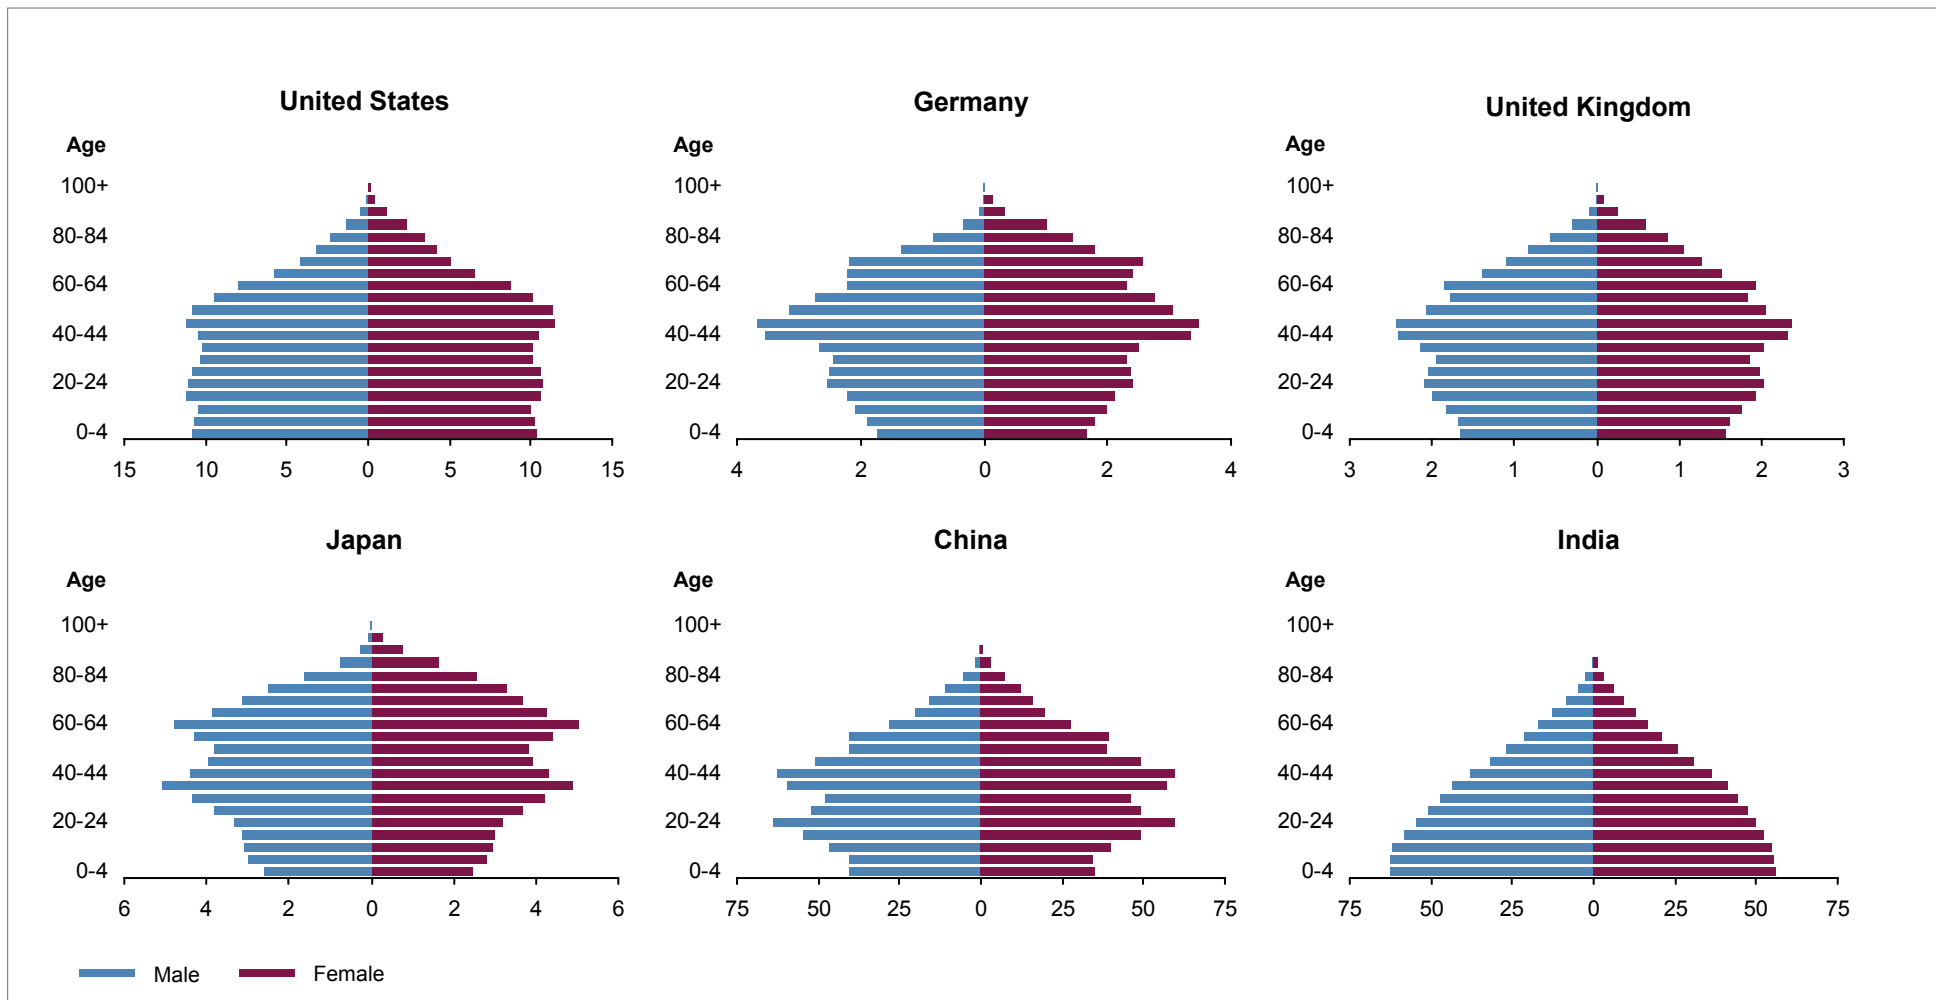 United States
Age
100+
80-84
60-64
40-44
20-24
0-4
15 10 5 0 5 10 15
Germany
Age
100+
80-84
60-64
40-44
20-24
0-4
4 2 0 2 4
United Kingdom
Age
100+
80-84
60-64
40-44
20-24
0-4
3 2 1 0 1 2 3
Japan
Age
100+
80-84
60-64
40-44
20-24
0-4
6 4 2 0 2 4 6
China
Age
100+
80-84
60-64
40-44
20-24
0-4
75 50 25 0 25 50 75
India
Age
100+
80-84
60-64
40-44
20-24
0-4
75 50 25 0 25 50 75
Male Female